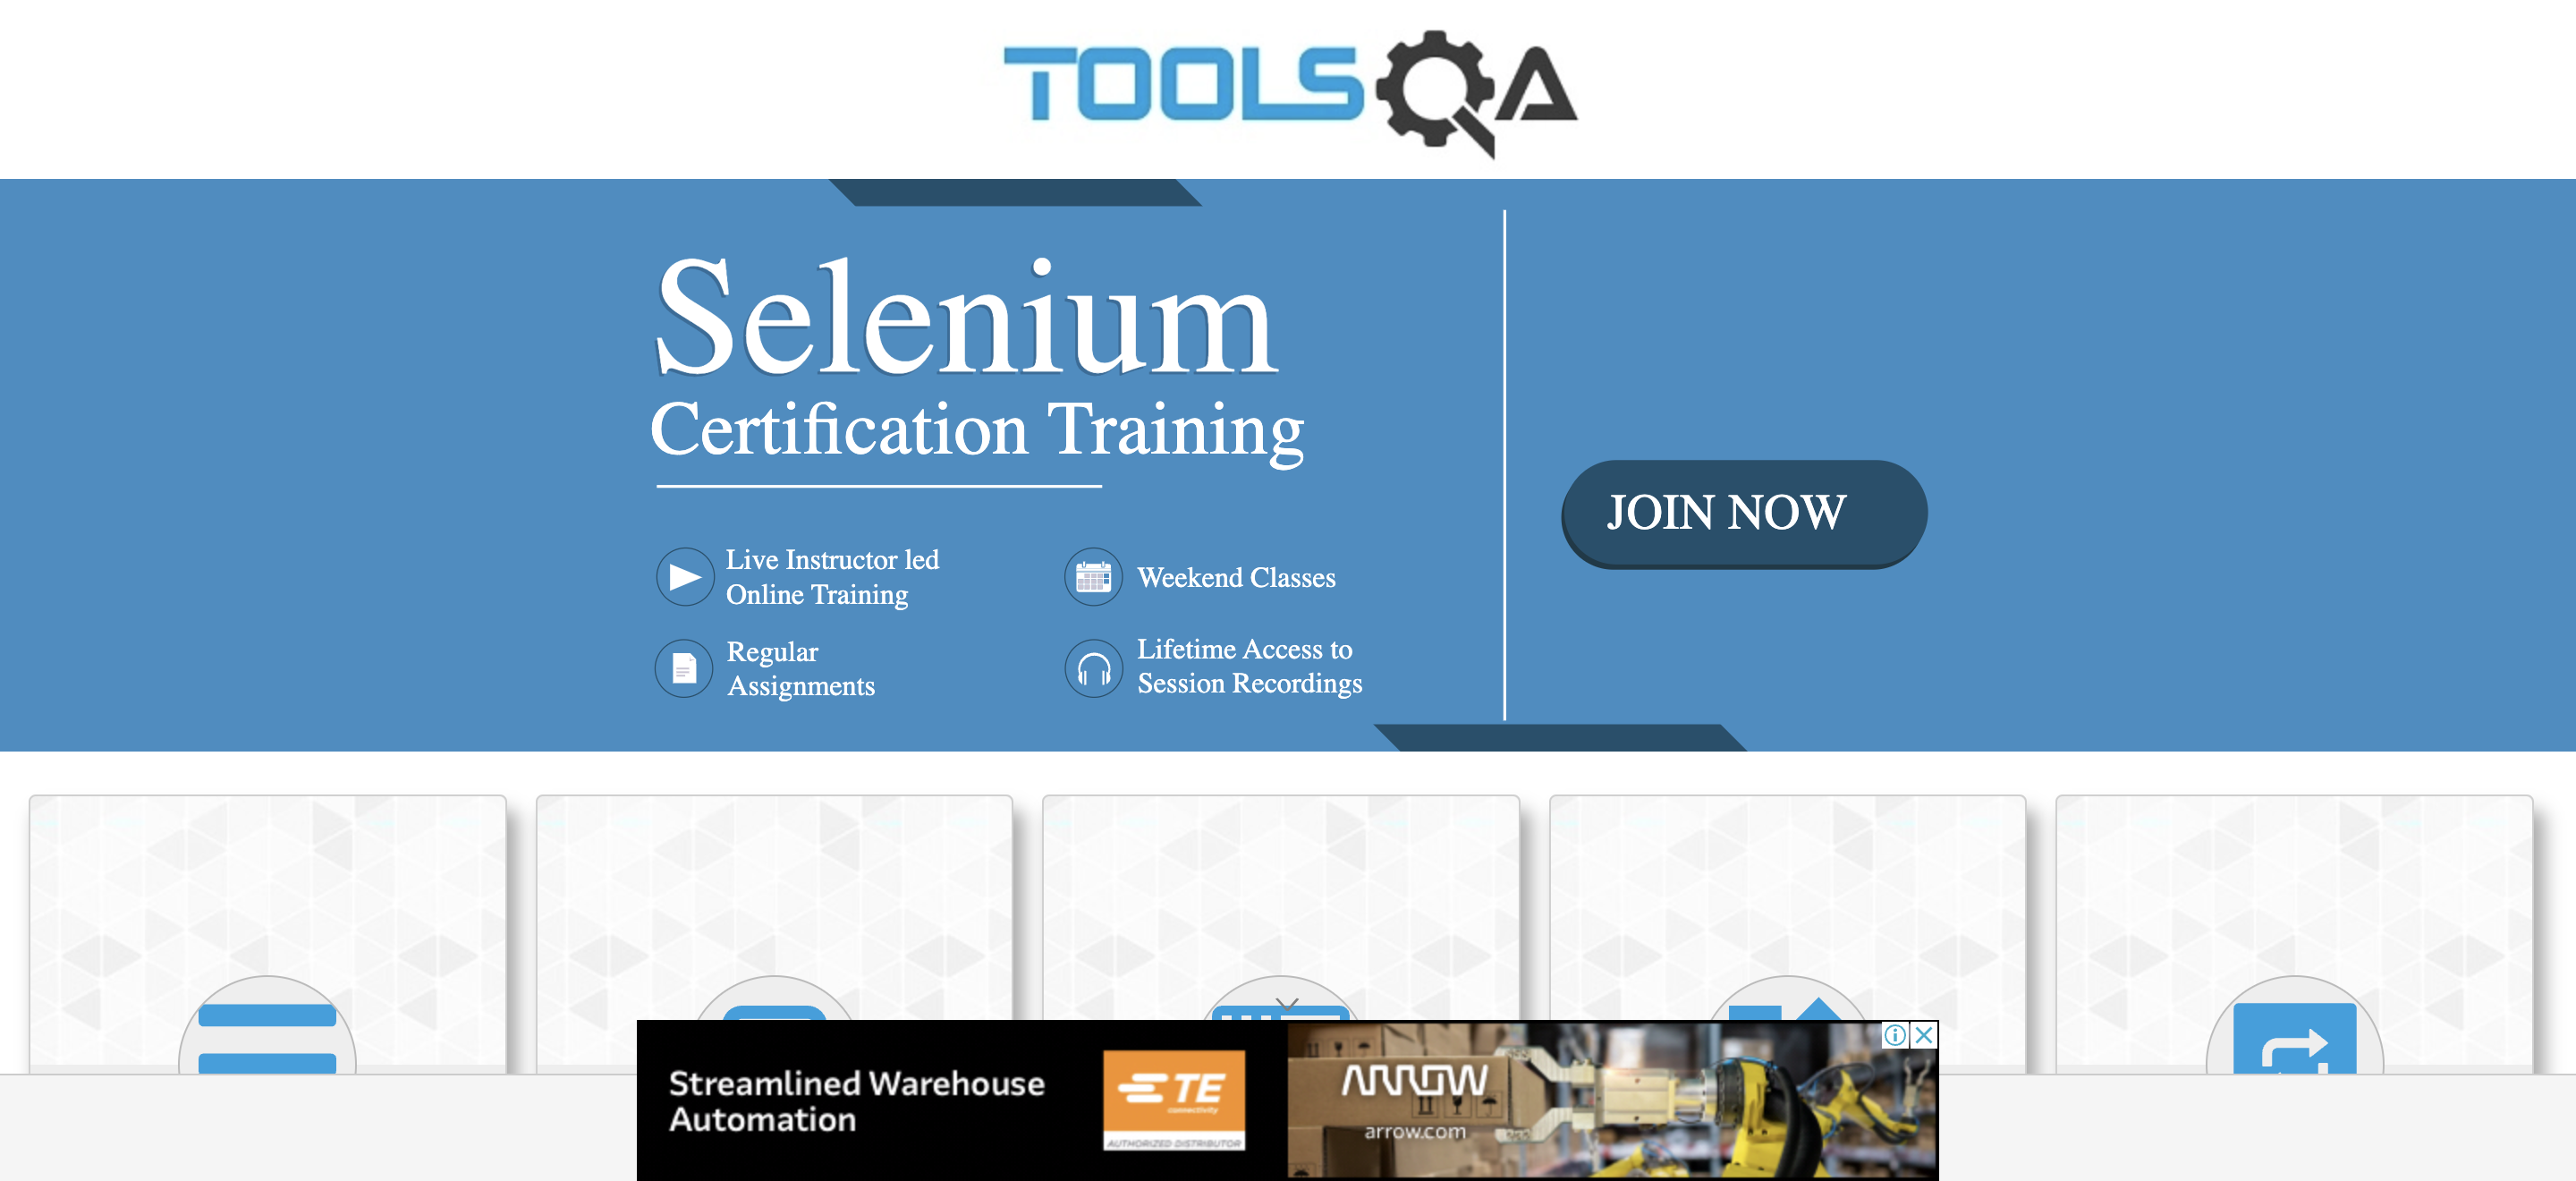 TOOLSQA
Selenium
Certification Training
Live Instructor led
Online Training
Weekend Classes
Regular
Assignments
Lifetime Access to
Session Recordings
JOIN NOW
Streamlined Warehouse
Automation
TE
connectivity
AUTHORIZED DISTRIBUTOR
ARROW
arrow.com